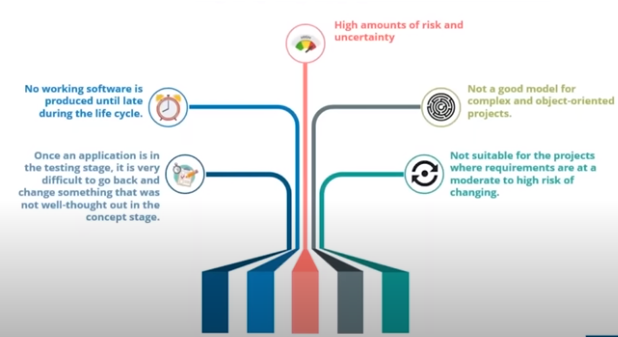 High amounts of risk and
uncertainty
No working software is
produced until late
during the life cycle.
Not a good model for
complex and object-oriented
projects.
Once an application is in
the testing stage, it is very
difficult to go back and
change something that was
not well-thought out in the
concept stage.
Not suitable for the projects
where requirements are at a
moderate to high risk of
changing.